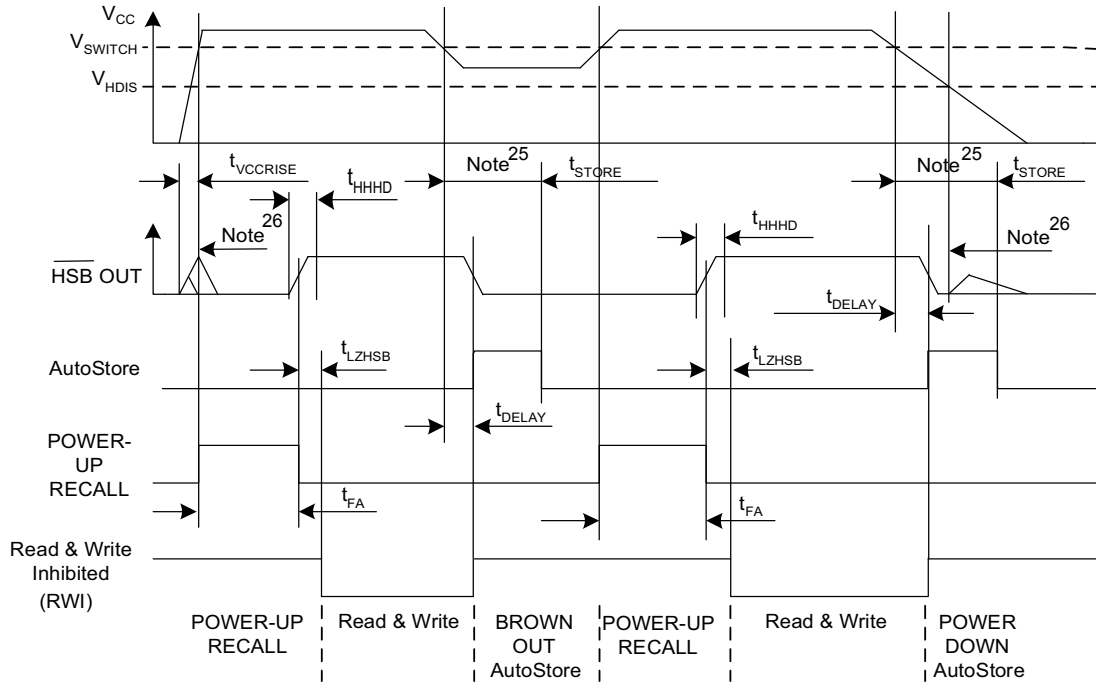 VCC
VSWITCH
VHDIS
tVCCRISE
Note25
tSTORE
Note25
tSTORE
tHHHD
tHHHD
Note26
Note26
HSB OUT
tDELAY
AutoStore
tLZHSB
tLZHSB
tDELAY
POWER-
UP
RECALL
tFA
tFA
Read & Write
Inhibited
(RWI)
POWER-UP
RECALL
Read & Write
BROWN
OUT
AutoStore
POWER-UP
RECALL
Read & Write
POWER
DOWN
AutoStore